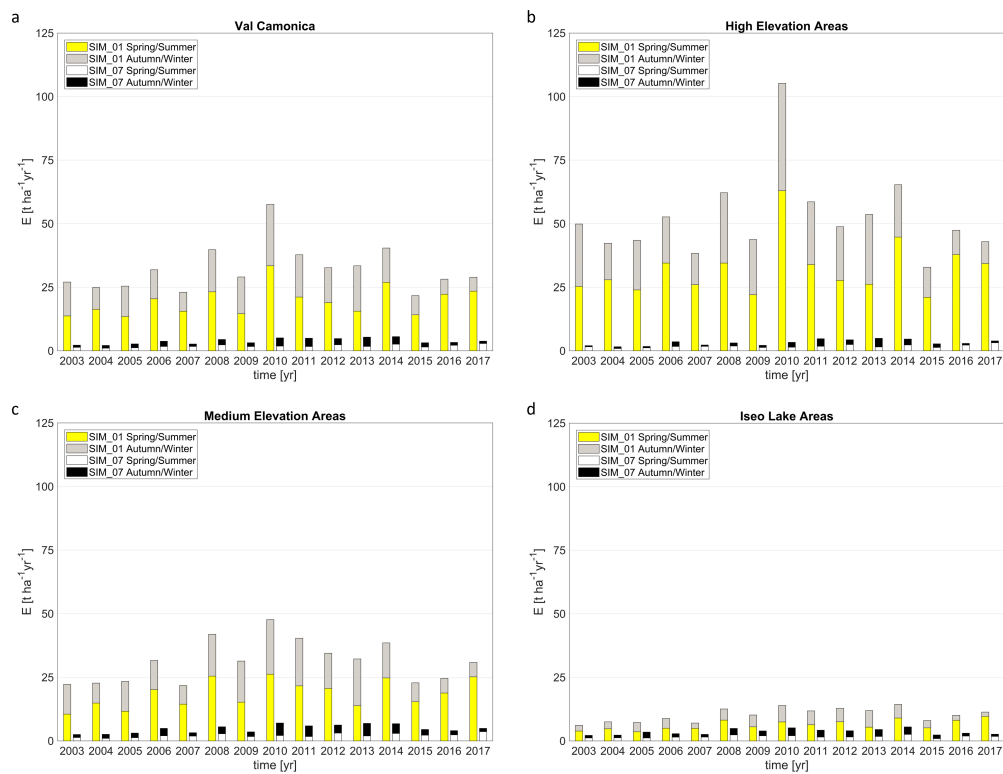 a
Val Camonica
125
100
75
50
25
0
E [t ha⁻¹yr⁻¹]
SIM_01 Spring/Summer
SIM_01 Autumn/Winter
SIM_07 Spring/Summer
SIM_07 Autumn/Winter
2003 2004 2005 2006 2007 2008 2009 2010 2011 2012 2013 2014 2015 2016 2017
time [yr]
b
High Elevation Areas
125
100
75
50
25
0
E [t ha⁻¹yr⁻¹]
SIM_01 Spring/Summer
SIM_01 Autumn/Winter
SIM_07 Spring/Summer
SIM_07 Autumn/Winter
2003 2004 2005 2006 2007 2008 2009 2010 2011 2012 2013 2014 2015 2016 2017
time [yr]
c
Medium Elevation Areas
125
100
75
50
25
0
E [t ha⁻¹yr⁻¹]
SIM_01 Spring/Summer
SIM_01 Autumn/Winter
SIM_07 Spring/Summer
SIM_07 Autumn/Winter
2003 2004 2005 2006 2007 2008 2009 2010 2011 2012 2013 2014 2015 2016 2017
time [yr]
d
Iseo Lake Areas
125
100
75
50
25
0
E [t ha⁻¹yr⁻¹]
SIM_01 Spring/Summer
SIM_01 Autumn/Winter
SIM_07 Spring/Summer
SIM_07 Autumn/Winter
2003 2004 2005 2006 2007 2008 2009 2010 2011 2012 2013 2014 2015 2016 2017
time [yr]